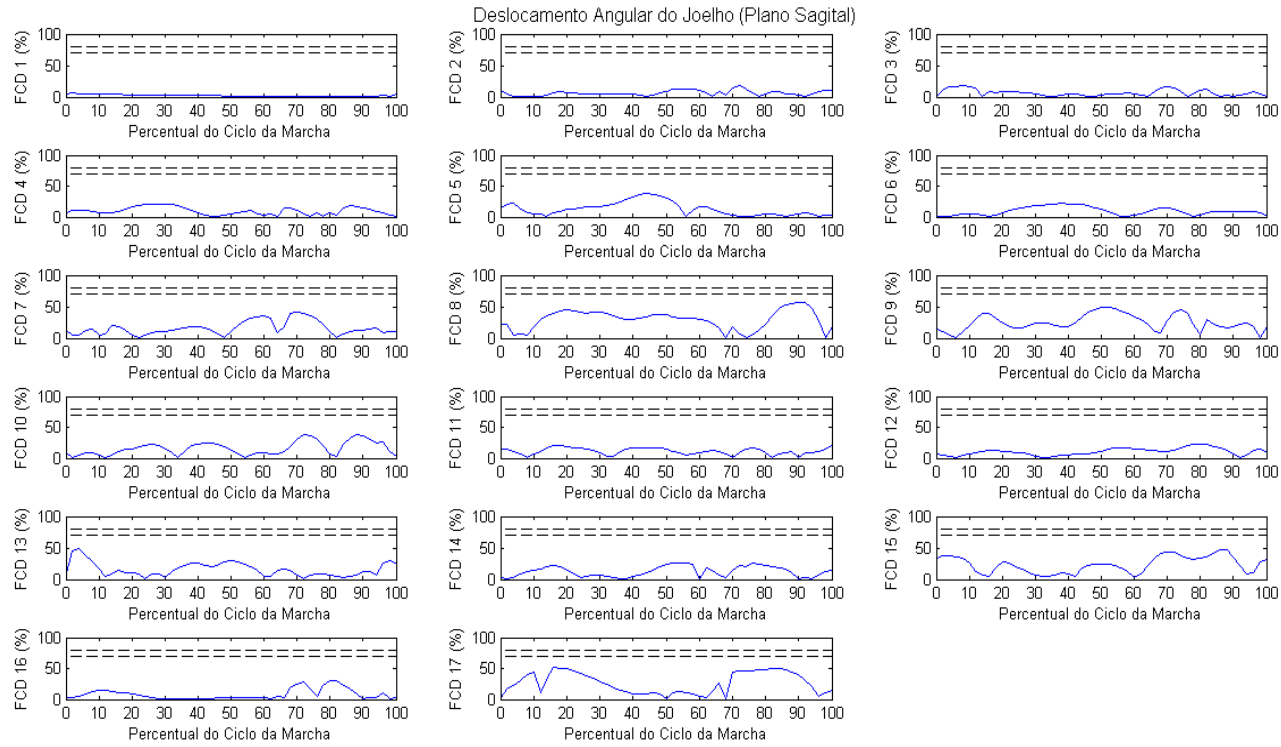 Deslocamento Angular do Joelho (Plano Sagital)
FCD 1 (%)
100
50
0
0 10 20 30 40 50 60 70 80 90 100
Percentual do Ciclo da Marcha
FCD 2 (%)
100
50
0
0 10 20 30 40 50 60 70 80 90 100
Percentual do Ciclo da Marcha
FCD 3 (%)
100
50
0
0 10 20 30 40 50 60 70 80 90 100
Percentual do Ciclo da Marcha
FCD 4 (%)
100
50
0
0 10 20 30 40 50 60 70 80 90 100
Percentual do Ciclo da Marcha
FCD 5 (%)
100
50
0
0 10 20 30 40 50 60 70 80 90 100
Percentual do Ciclo da Marcha
FCD 6 (%)
100
50
0
0 10 20 30 40 50 60 70 80 90 100
Percentual do Ciclo da Marcha
FCD 7 (%)
100
50
0
0 10 20 30 40 50 60 70 80 90 100
Percentual do Ciclo da Marcha
FCD 8 (%)
100
50
0
0 10 20 30 40 50 60 70 80 90 100
Percentual do Ciclo da Marcha
FCD 9 (%)
100
50
0
0 10 20 30 40 50 60 70 80 90 100
Percentual do Ciclo da Marcha
FCD 10 (%)
100
50
0
0 10 20 30 40 50 60 70 80 90 100
Percentual do Ciclo da Marcha
FCD 11 (%)
100
50
0
0 10 20 30 40 50 60 70 80 90 100
Percentual do Ciclo da Marcha
FCD 12 (%)
100
50
0
0 10 20 30 40 50 60 70 80 90 100
Percentual do Ciclo da Marcha
FCD 13 (%)
100
50
0
0 10 20 30 40 50 60 70 80 90 100
Percentual do Ciclo da Marcha
FCD 14 (%)
100
50
0
0 10 20 30 40 50 60 70 80 90 100
Percentual do Ciclo da Marcha
FCD 15 (%)
100
50
0
0 10 20 30 40 50 60 70 80 90 100
Percentual do Ciclo da Marcha
FCD 16 (%)
100
50
0
0 10 20 30 40 50 60 70 80 90 100
Percentual do Ciclo da Marcha
FCD 17 (%)
100
50
0
0 10 20 30 40 50 60 70 80 90 100
Percentual do Ciclo da Marcha